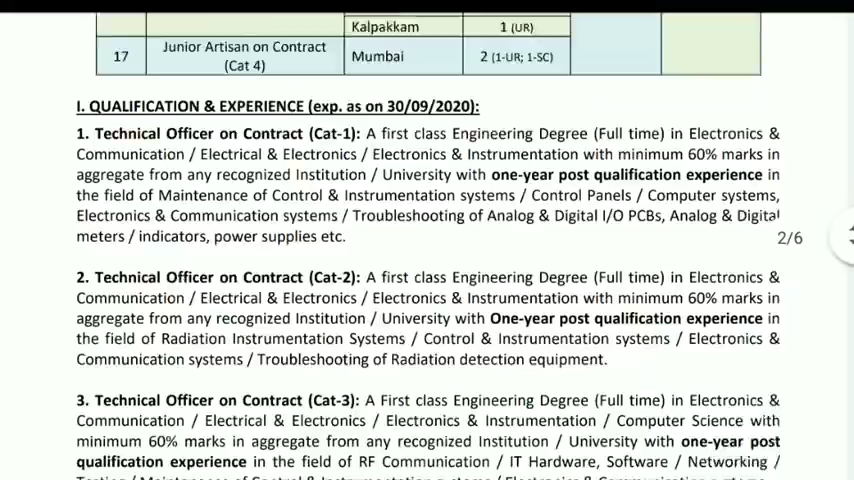 Kalpakkam 1 (UR)
17 Junior Artisan on Contract (Cat 4) Mumbai 2 (1-UR; 1-SC)
I. QUALIFICATION & EXPERIENCE (exp. as on 30/09/2020):
1. Technical Officer on Contract (Cat-1): A first class Engineering Degree (Full time) in Electronics &
Communication / Electrical & Electronics / Electronics & Instrumentation with minimum 60% marks in
aggregate from any recognized Institution / University with one-year post qualification experience in
the field of Maintenance of Control & Instrumentation systems / Control Panels / Computer systems,
Electronics & Communication systems / Troubleshooting of Analog & Digital I/O PCBs, Analog & Digital
meters / indicators, power supplies etc.
2/6
2. Technical Officer on Contract (Cat-2): A first class Engineering Degree (Full time) in Electronics &
Communication / Electrical & Electronics / Electronics & Instrumentation with minimum 60% marks in
aggregate from any recognized Institution / University with One-year post qualification experience in
the field of Radiation Instrumentation Systems / Control & Instrumentation systems / Electronics &
Communication systems / Troubleshooting of Radiation detection equipment.
3. Technical Officer on Contract (Cat-3): A First class Engineering Degree (Full time) in Electronics &
Communication / Electrical & Electronics / Electronics & Instrumentation / Computer Science with
minimum 60% marks in aggregate from any recognized Institution / University with one-year post
qualification experience in the field of RF Communication / IT Hardware, Software / Networking /